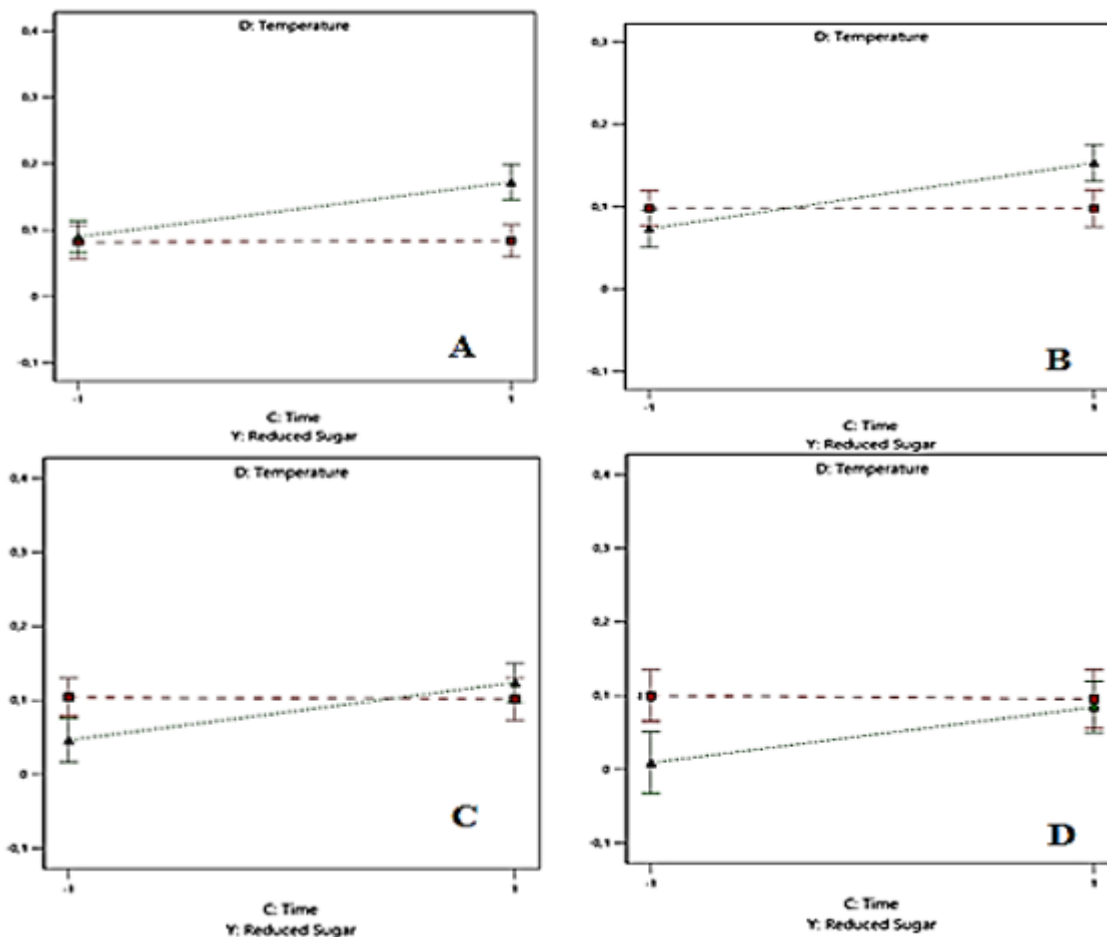 D: Temperature
0,4
0,3
0,2
0,1
0
-0,1
A
-1
1
C: Time
Y: Reduced Sugar
D: Temperature
0,3
0,2
0,1
0
-0,1
B
-1
1
C: Time
Y: Reduced Sugar
D: Temperature
0,4
0,3
0,2
0,1
0
-0,1
C
-1
1
C: Time
Y: Reduced Sugar
D: Temperature
0,4
0,3
0,2
0,1
0
-0,1
D
-1
1
C: Time
Y: Reduced Sugar